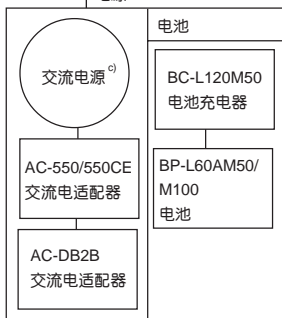 交流电源 c)
AC-550/550CE
交流电适配器
AC-DB2B
交流电适配器
电池
BC-L120M50
电池充电器
BP-L60AM50/
M100
电池